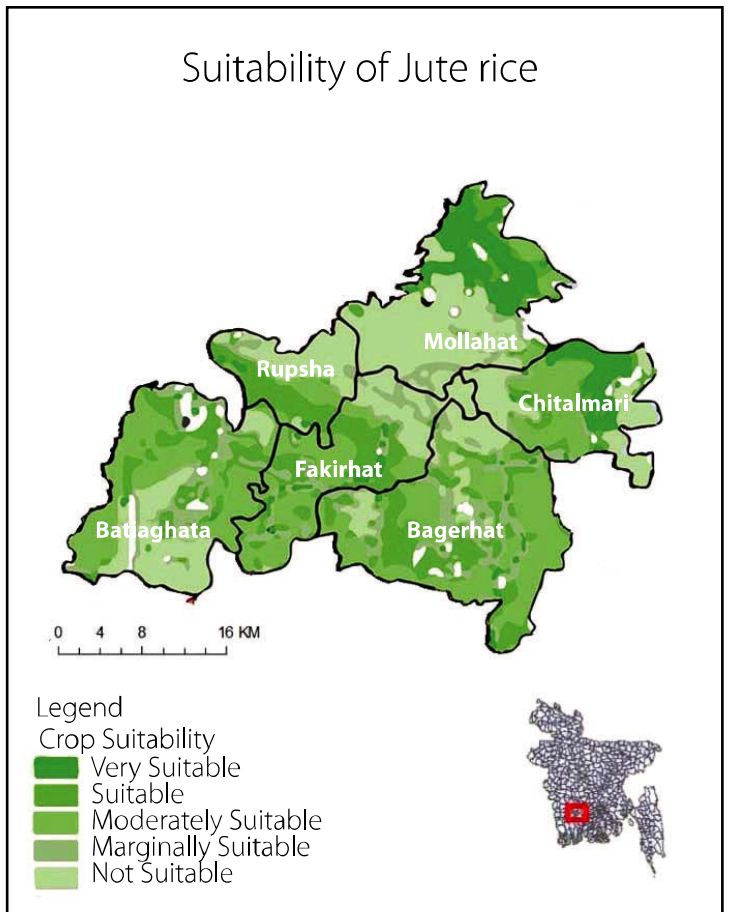 Suitability of Jute rice
Mollahat
Rupsha
Chitalmari
Fakirhat
Batiaghata
Bagerhat
0 4 8 16 KM
Legend
Crop Suitability
Very Suitable
Suitable
Moderately Suitable
Marginally Suitable
Not Suitable